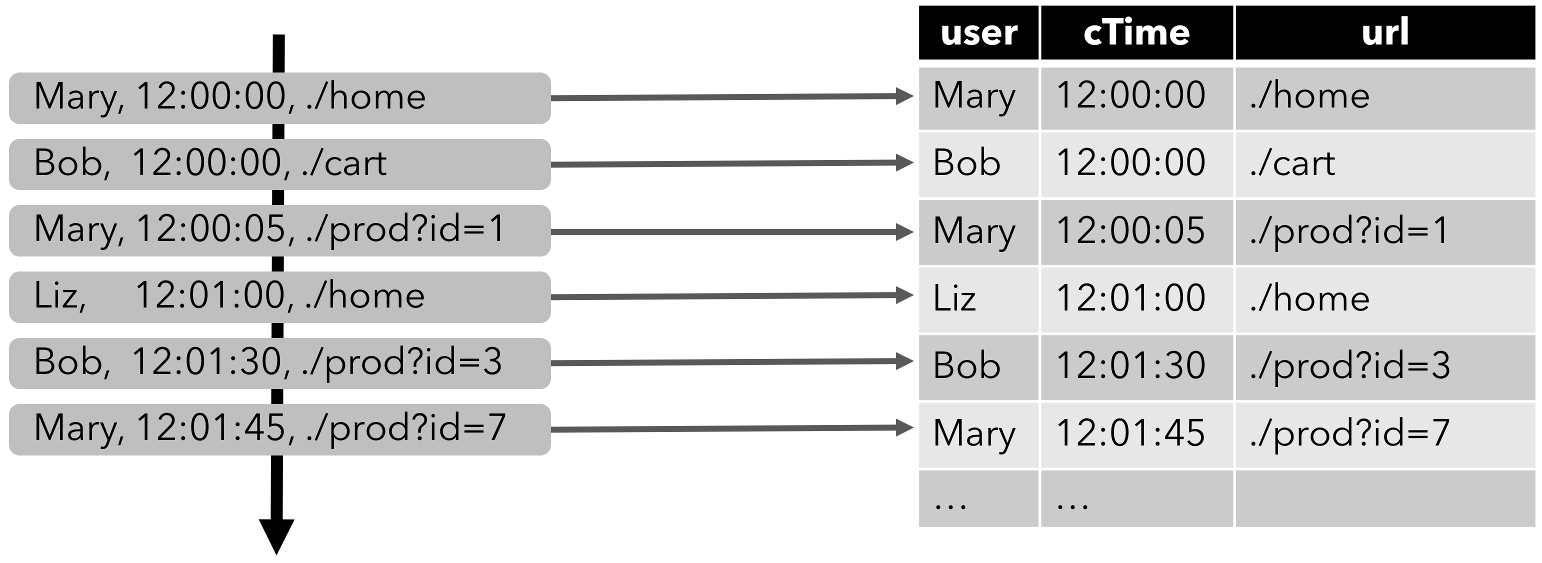 user cTime url
Mary, 12:00:00, ./home Mary 12:00:00 ./home
Bob, 12:00:00, ./cart Bob 12:00:00 ./cart
Mary, 12:00:05, ./prod?id=1 Mary 12:00:05 ./prod?id=1
Liz, 12:01:00, ./home Liz 12:01:00 ./home
Bob, 12:01:30, ./prod?id=3 Bob 12:01:30 ./prod?id=3
Mary, 12:01:45, ./prod?id=7 Mary 12:01:45 ./prod?id=7
... ...